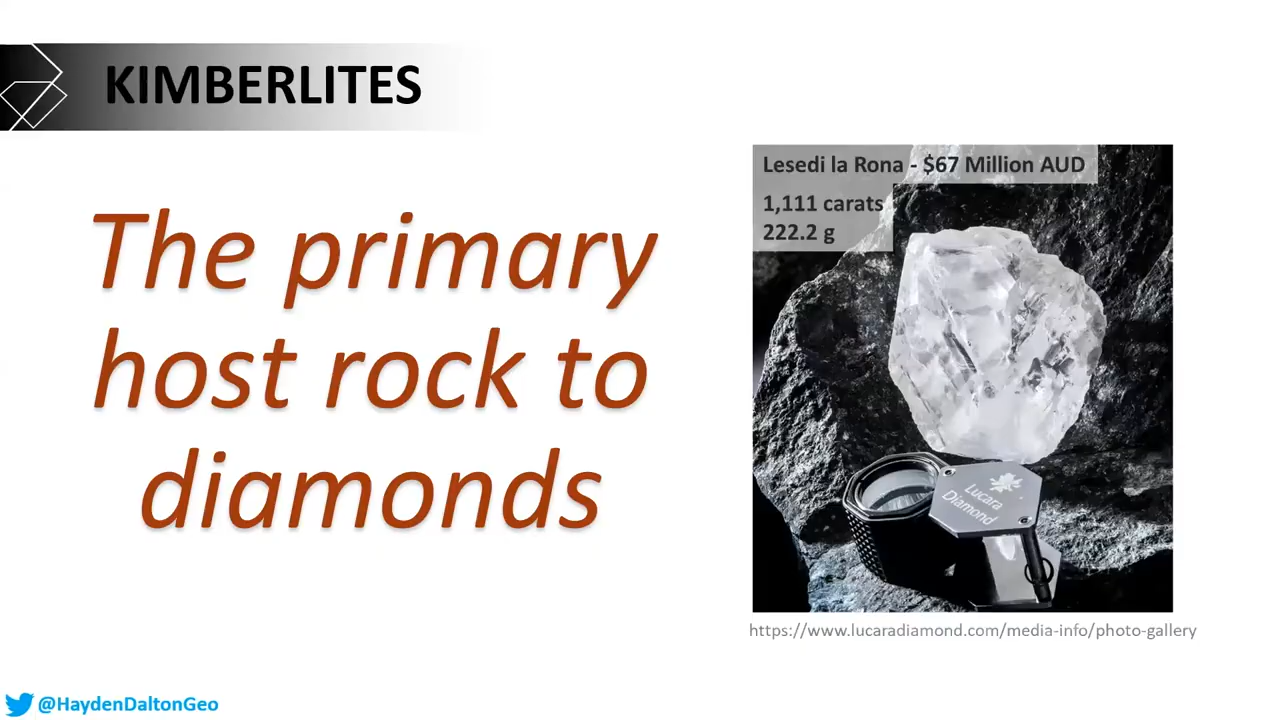 KIMBERLITES
The primary
host rock to
diamonds
Lesedi la Rona - $67 Million AUD
1,111 carats
222.2 g
Lucara
Diamond
https://www.lucaradiamond.com/media-info/photo-gallery
@HaydenDaltonGeo